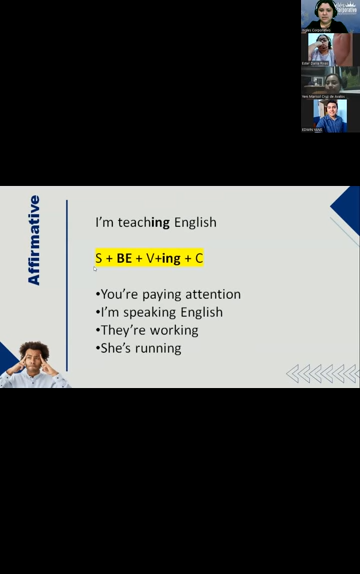 Affirmative
I'm teaching English
S + BE + V+ing + C
•You're paying attention
•I'm speaking English
•They're working
•She's running